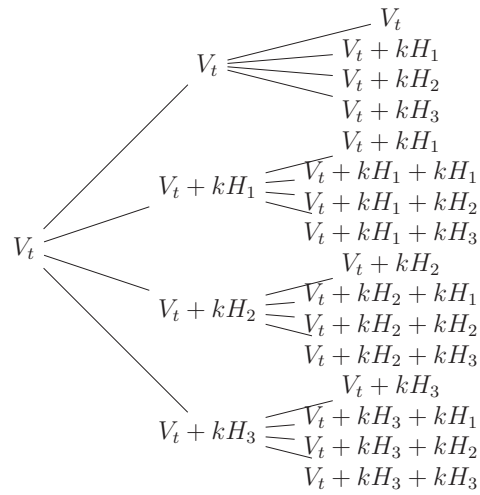 V_t
V_t
V_t
V_t + kH_1
V_t + kH_2
V_t + kH_3
V_t + kH_1
V_t + kH_1
V_t + kH_1 + kH_1
V_t + kH_1 + kH_2
V_t + kH_1 + kH_3
V_t + kH_2
V_t + kH_2
V_t + kH_2 + kH_1
V_t + kH_2 + kH_2
V_t + kH_2 + kH_3
V_t + kH_3
V_t + kH_3
V_t + kH_3 + kH_1
V_t + kH_3 + kH_2
V_t + kH_3 + kH_3